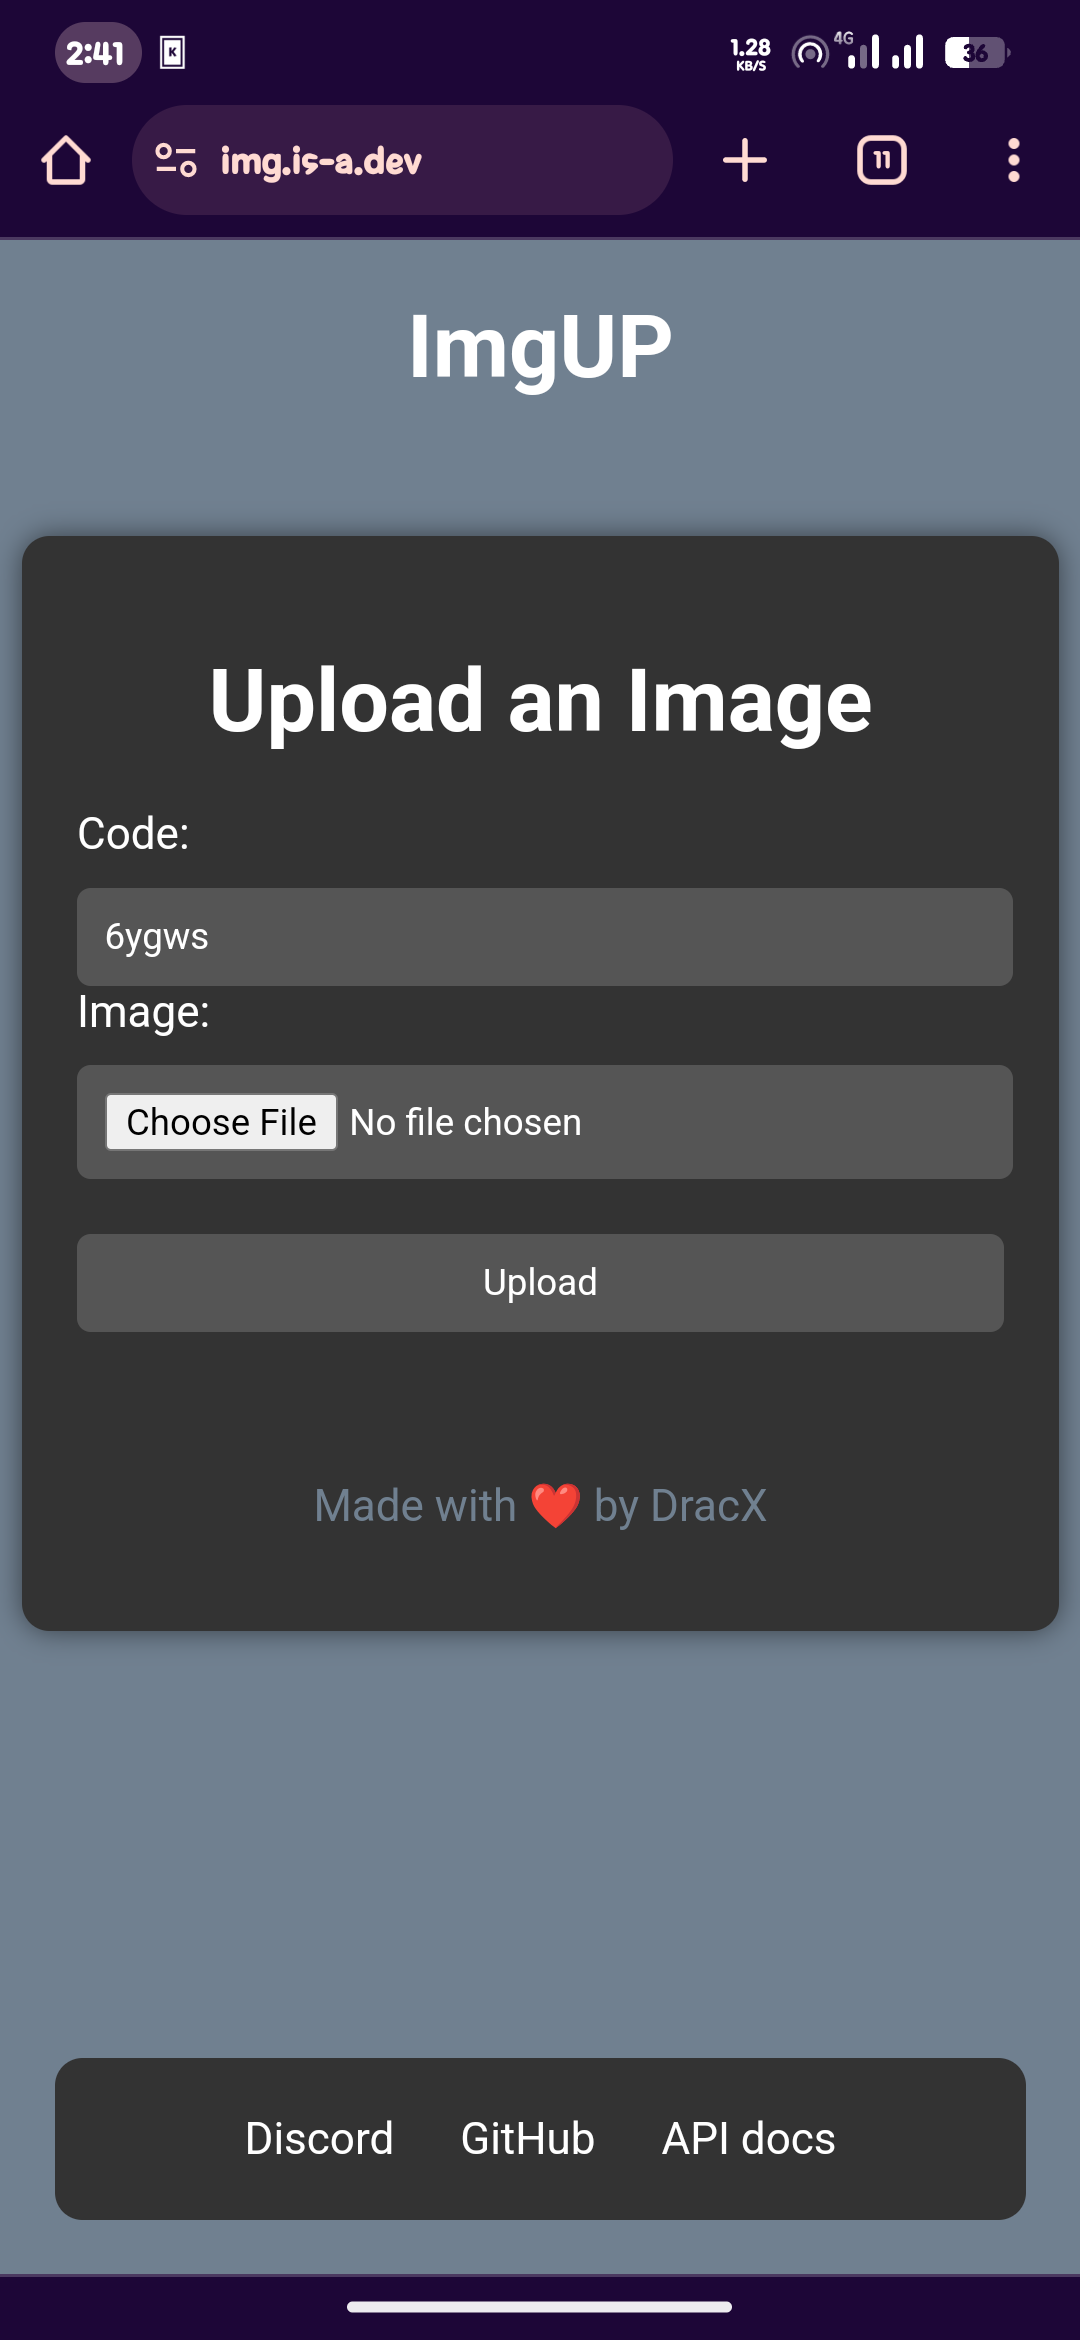 2:41
K
1.28
KB/S
4G
36
img.is-a.dev
11
ImgUP
Upload an Image
Code:
6ygws
Image:
Choose File No file chosen
Upload
Made with ❤️ by DracX
Discord GitHub API docs